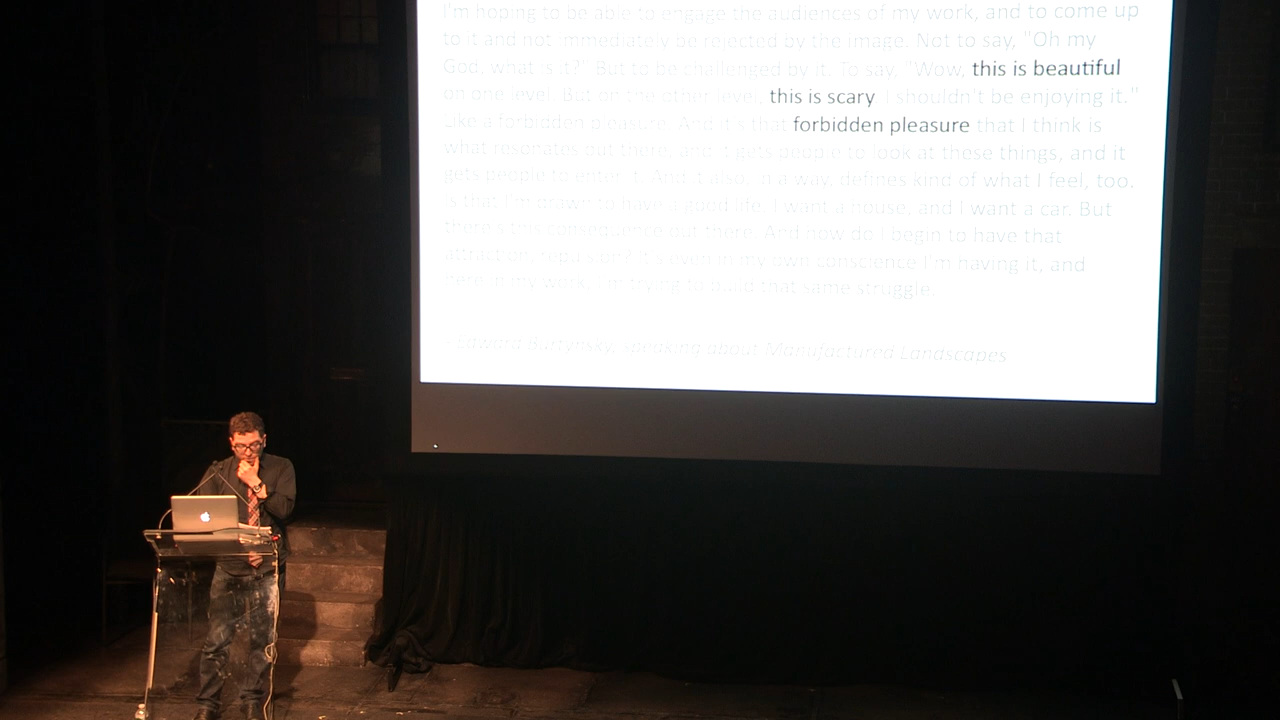 I'm hoping to be able to engage the audiences of my work, and to come up
to it and not immediately be rejected by the image. Not to say, "Oh my
God, what is it?" But to be challenged by it. To say, "Wow, this is beautiful
on one level. But on the other level, this is scary I shouldn't be enjoying it."
Like a forbidden pleasure. And it's that forbidden pleasure that I think is
what resonates out there, and it gets people to look at these things, and it
gets people to enter it. And it also, in a way, defines kind of what I feel, too.
Is that I'm drawn to have a good life. I want a house, and I want a car. But
there's this consequence out there. And how do I begin to have that
attraction, repulsion? It's even in my own conscience I'm having it, and
here in my work, I'm trying to build that same struggle.
-Edward Burtynsky, speaking about Manufactured Landscapes